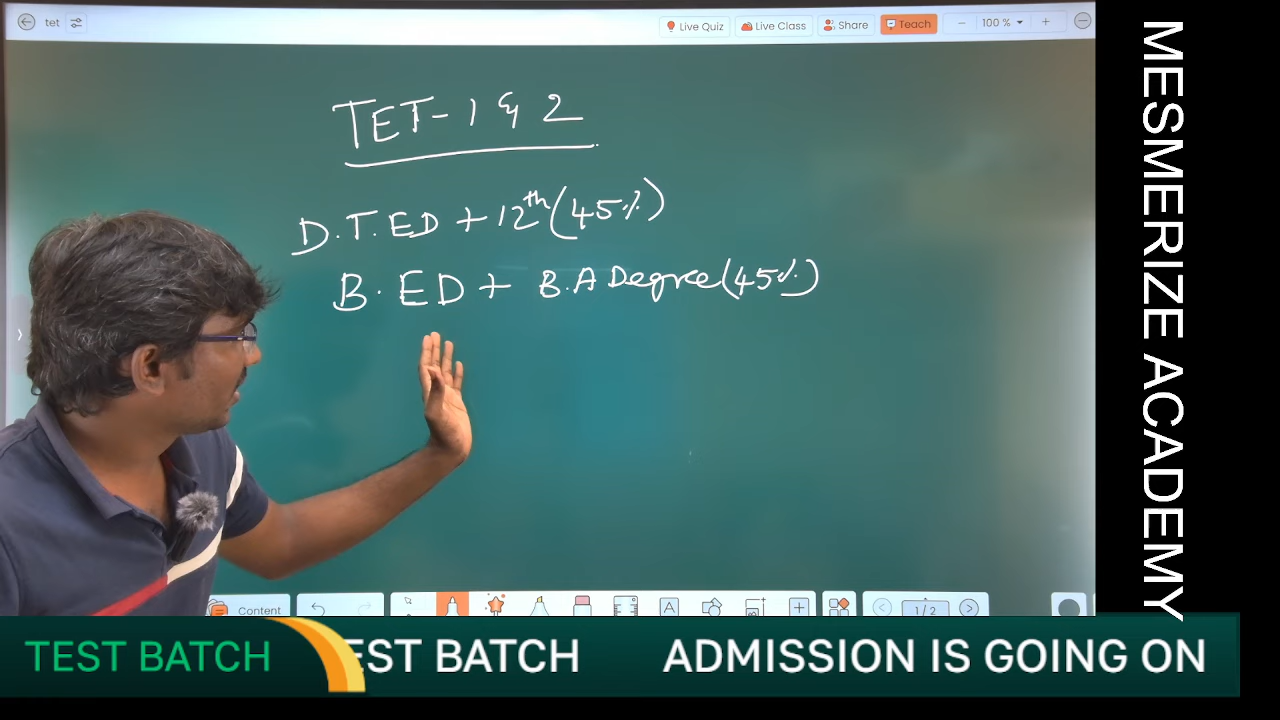 tet
Live Quiz
Live Class
Share
Teach
100 %
TET-1 & 2
D.T.ED + 12th (45%)
B.ED + B.A Degree (45%)
Content
1 / 2
MESMERIZE ACADEMY
TEST BATCH
EST BATCH
ADMISSION IS GOING ON